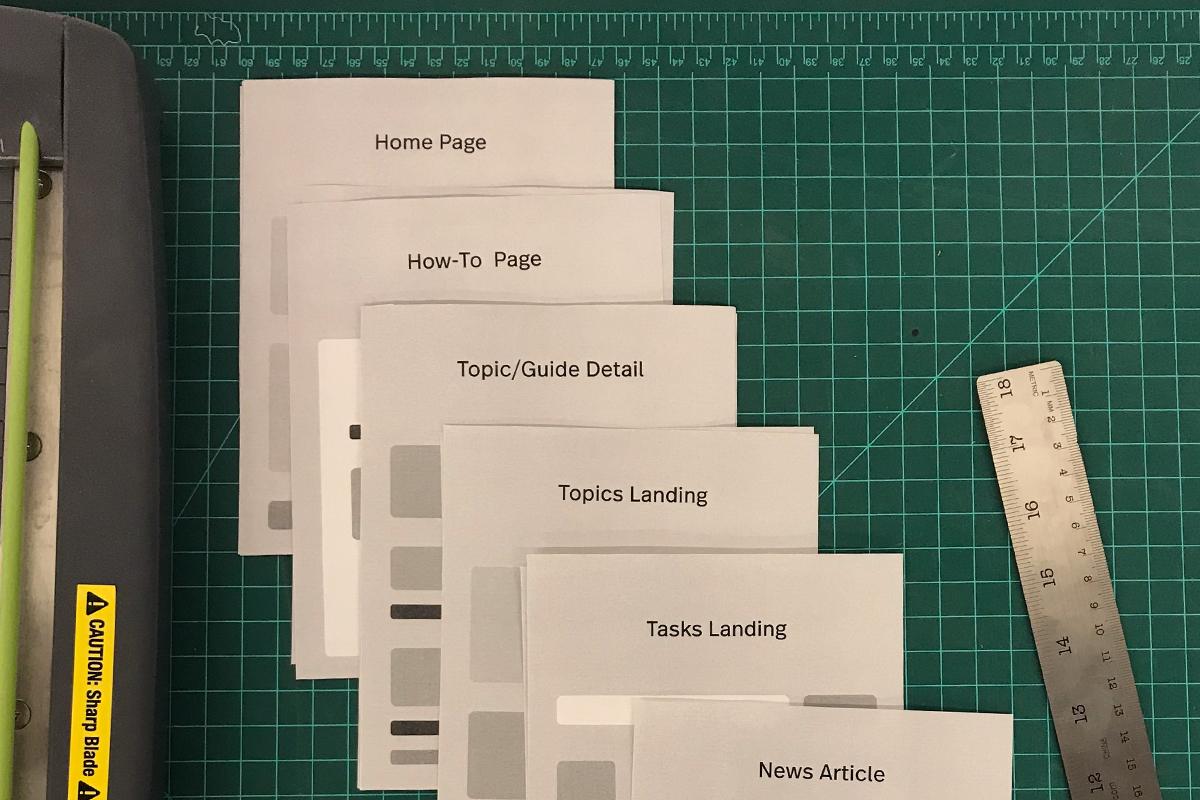 63 62 61 60 59 58 57 56 55 54 53 52 51 50 49 48 47 46 45 44 43 42 41 40 39 38 37 36 35 34 33 32 31 30 29 28 27 26 25
Home Page
How-To Page
Topic/Guide Detail
Topics Landing
Tasks Landing
News Article
CAUTION: Sharp Blade
METRIC
MM
1 2 3 4 5 6 7 8 9 10 11 12 13 14 15 16
18 17 16 15 14 13 12